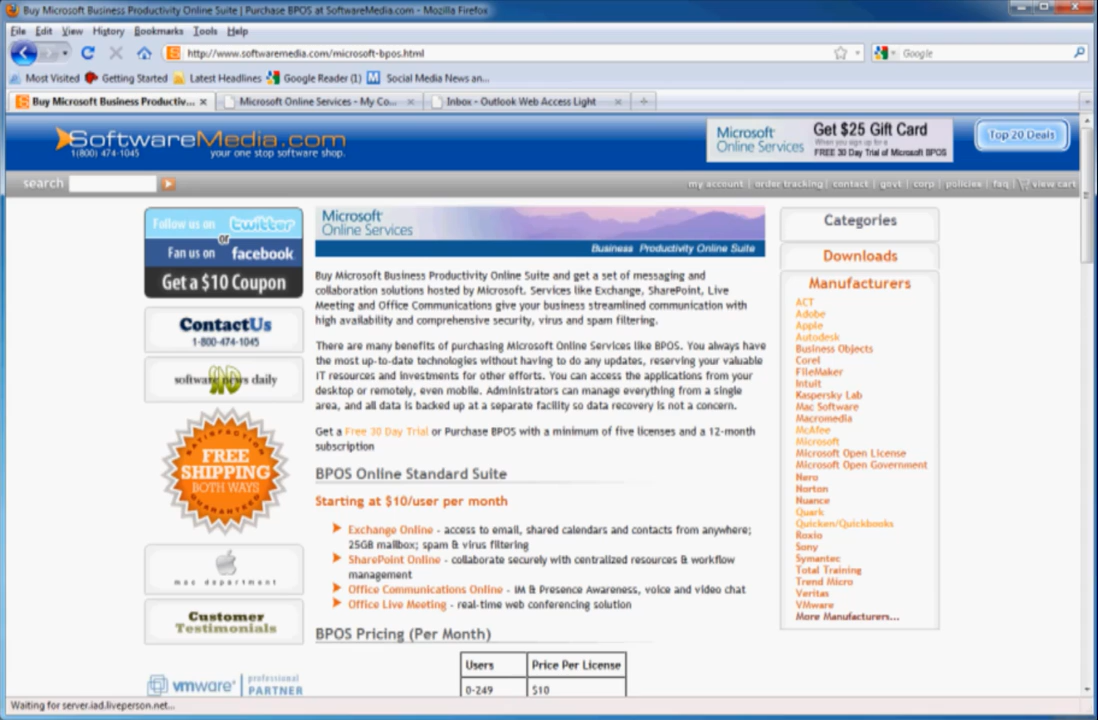 Buy Microsoft Business Productivity Online Suite | Purchase BPOS at SoftwareMedia.com - Mozilla Firefox
File Edit View History Bookmarks Tools Help
http://www.softwaremedia.com/microsoft-bpos.html
Google
Most Visited Getting Started Latest Headlines Google Reader (1) Social Media News an...
Buy Microsoft Business Productiv... Microsoft Online Services - My Co... Inbox - Outlook Web Access Light
SoftwareMedia.com
1(800) 474-1045 your one stop software shop.
Microsoft Online Services
Get $25 Gift Card
When you sign up for a
FREE 30 Day Trial of Microsoft BPOS
Top 20 Deals
search
my account | order tracking | contact | govt | corp | policies | faq | view cart
Follow us on twitter
or
Fan us on facebook
Get a $10 Coupon
ContactUs
1-800-474-1045
software news daily
SATISFACTION
FREE
SHIPPING
BOTH WAYS
GUARANTEED
mac department
Customer
Testimonials
vmware professional PARTNER
Microsoft
Online Services
Business Productivity Online Suite
Buy Microsoft Business Productivity Online Suite and get a set of messaging and
collaboration solutions hosted by Microsoft. Services like Exchange, SharePoint, Live
Meeting and Office Communications give your business streamlined communication with
high availability and comprehensive security, virus and spam filtering.
There are many benefits of purchasing Microsoft Online Services like BPOS. You always have
the most up-to-date technologies without having to do any updates, reserving your valuable
IT resources and investments for other efforts. You can access the applications from your
desktop or remotely, even mobile. Administrators can manage everything from a single
area, and all data is backed up at a separate facility so data recovery is not a concern.
Get a Free 30 Day Trial or Purchase BPOS with a minimum of five licenses and a 12-month
subscription
BPOS Online Standard Suite
Starting at $10/user per month
Exchange Online - access to email, shared calendars and contacts from anywhere;
25GB mailbox; spam & virus filtering
SharePoint Online - collaborate securely with centralized resources & workflow
management
Office Communications Online - IM & Presence Awareness, voice and video chat
Office Live Meeting - real-time web conferencing solution
BPOS Pricing (Per Month)
Users Price Per License
0-249 $10
Categories
Downloads
Manufacturers
ACT
Adobe
Apple
Autodesk
Business Objects
Corel
FileMaker
Intuit
Kaspersky Lab
Mac Software
Macromedia
McAfee
Microsoft
Microsoft Open License
Microsoft Open Government
Nero
Norton
Nuance
Quark
Quicken/Quickbooks
Roxio
Sony
Symantec
Total Training
Trend Micro
Veritas
VMware
More Manufacturers...
Waiting for server.iad.liveperson.net...